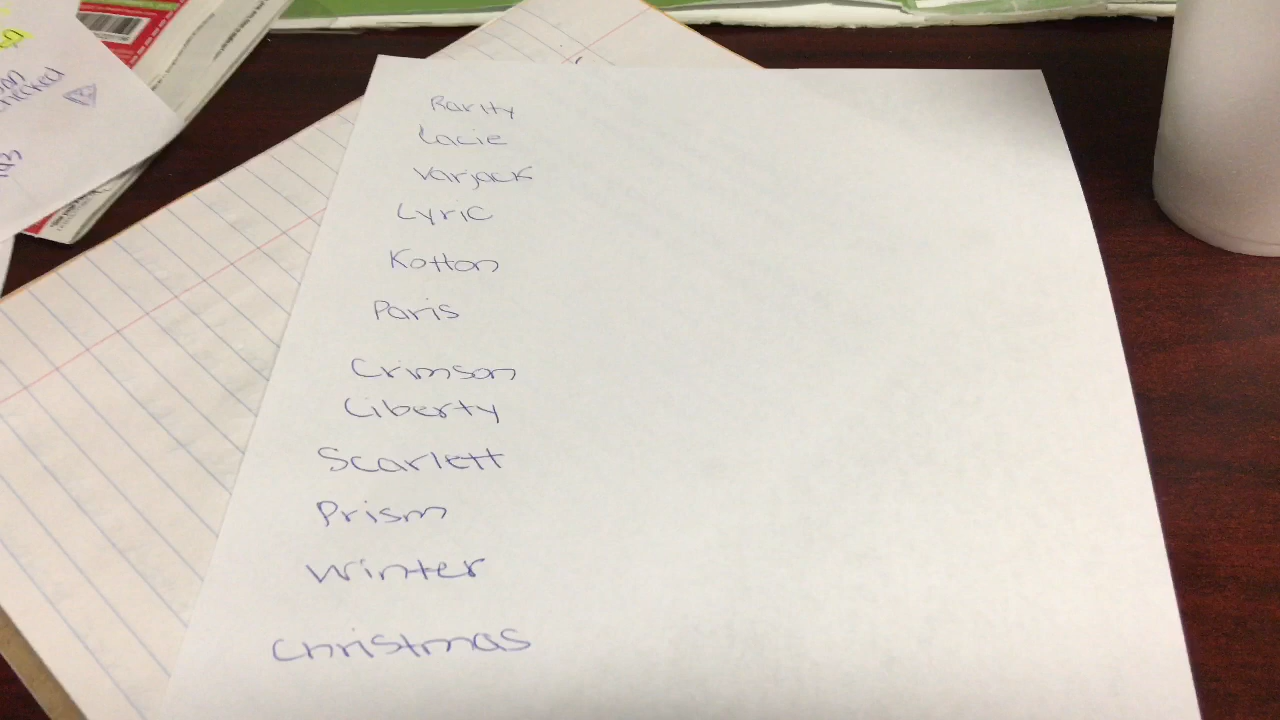 Rarity
Lacie
Varjack
Lyric
Kotton
Paris
Crimson
Liberty
Scarlett
Prism
Winter
Christmas